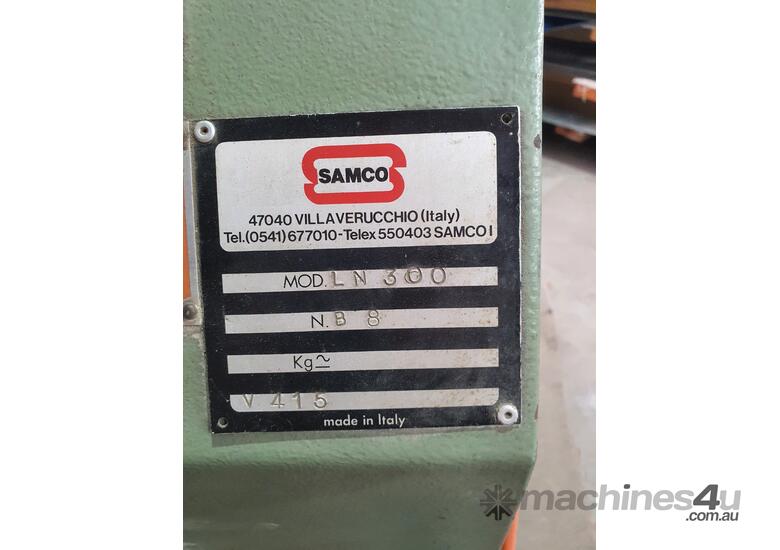 SAMCO
47040 VILLAVERUCCHIO (Italy)
Tel.(0541) 677010-Telex 550403 SAMCO I
MOD. LN 300
N. B 8
Kg≃
V 415
made in Italy
machines4u
.com.au